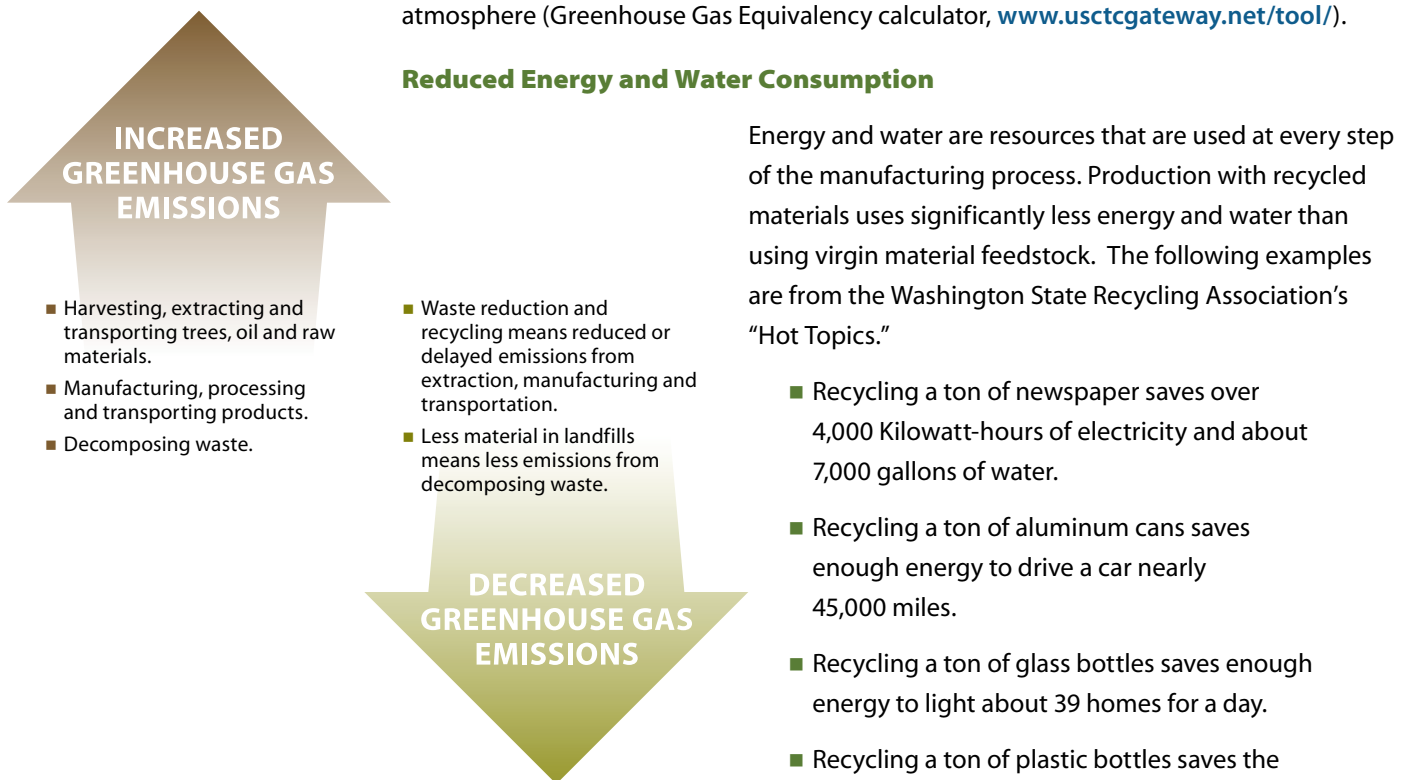 atmosphere (Greenhouse Gas Equivalency calculator, www.usctcgateway.net/tool/).
Reduced Energy and Water Consumption
INCREASED
GREENHOUSE GAS
EMISSIONS
■ Harvesting, extracting and
transporting trees, oil and raw
materials.
■ Manufacturing, processing
and transporting products.
■ Decomposing waste.
■ Waste reduction and
recycling means reduced or
delayed emissions from
extraction, manufacturing and
transportation.
■ Less material in landfills
means less emissions from
decomposing waste.
DECREASED
GREENHOUSE GAS
EMISSIONS
Energy and water are resources that are used at every step
of the manufacturing process. Production with recycled
materials uses significantly less energy and water than
using virgin material feedstock.  The following examples
are from the Washington State Recycling Association’s
“Hot Topics.”
■ Recycling a ton of newspaper saves over
4,000 Kilowatt-hours of electricity and about
7,000 gallons of water.
■ Recycling a ton of aluminum cans saves
enough energy to drive a car nearly
45,000 miles.
■ Recycling a ton of glass bottles saves enough
energy to light about 39 homes for a day.
■ Recycling a ton of plastic bottles saves the